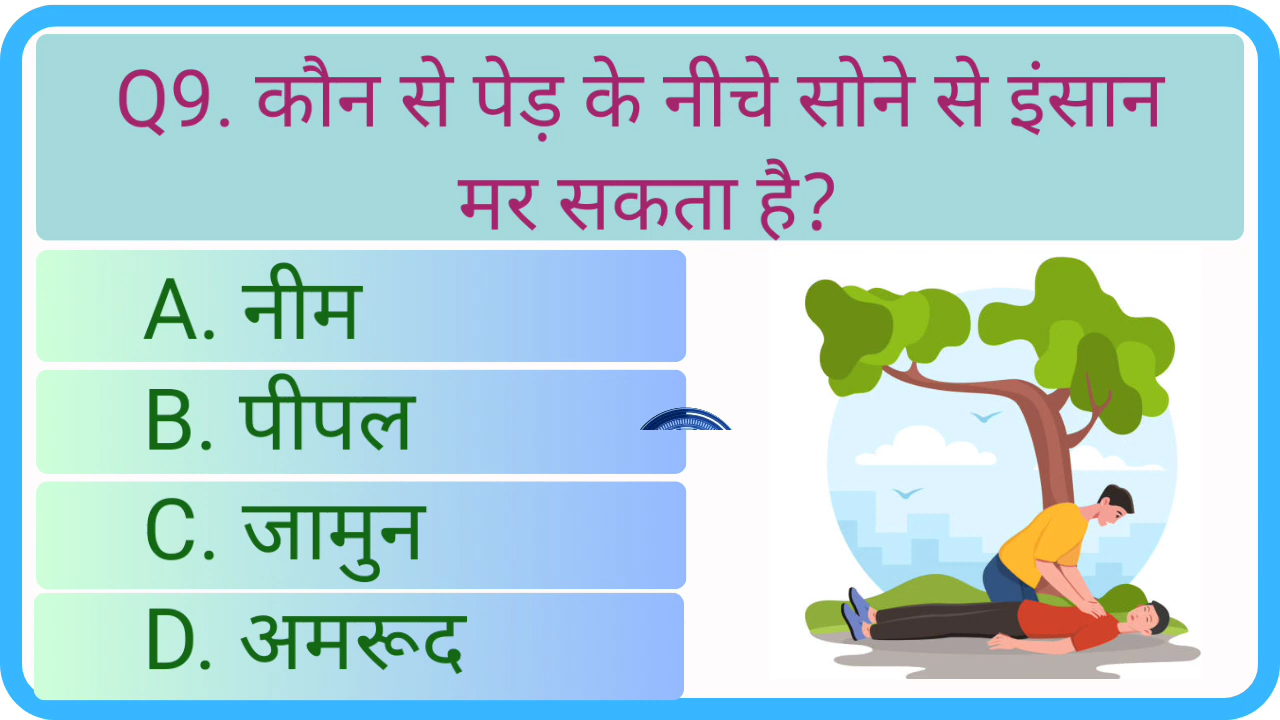 Q9. कौन से पेड़ के नीचे सोने से इंसान
मर सकता है?
A. नीम
B. पीपल
C. जामुन
D. अमरूद